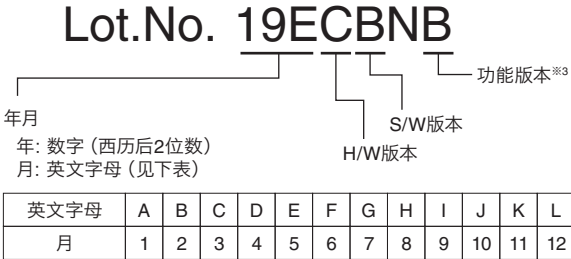 Lot.No. 19ECBNB
功能版本※3
S/W版本
H/W版本
年月
年: 数字 (西历后2位数)
月: 英文字母 (见下表)
英文字母 A B C D E F G H I J K L
月 1 2 3 4 5 6 7 8 9 10 11 12